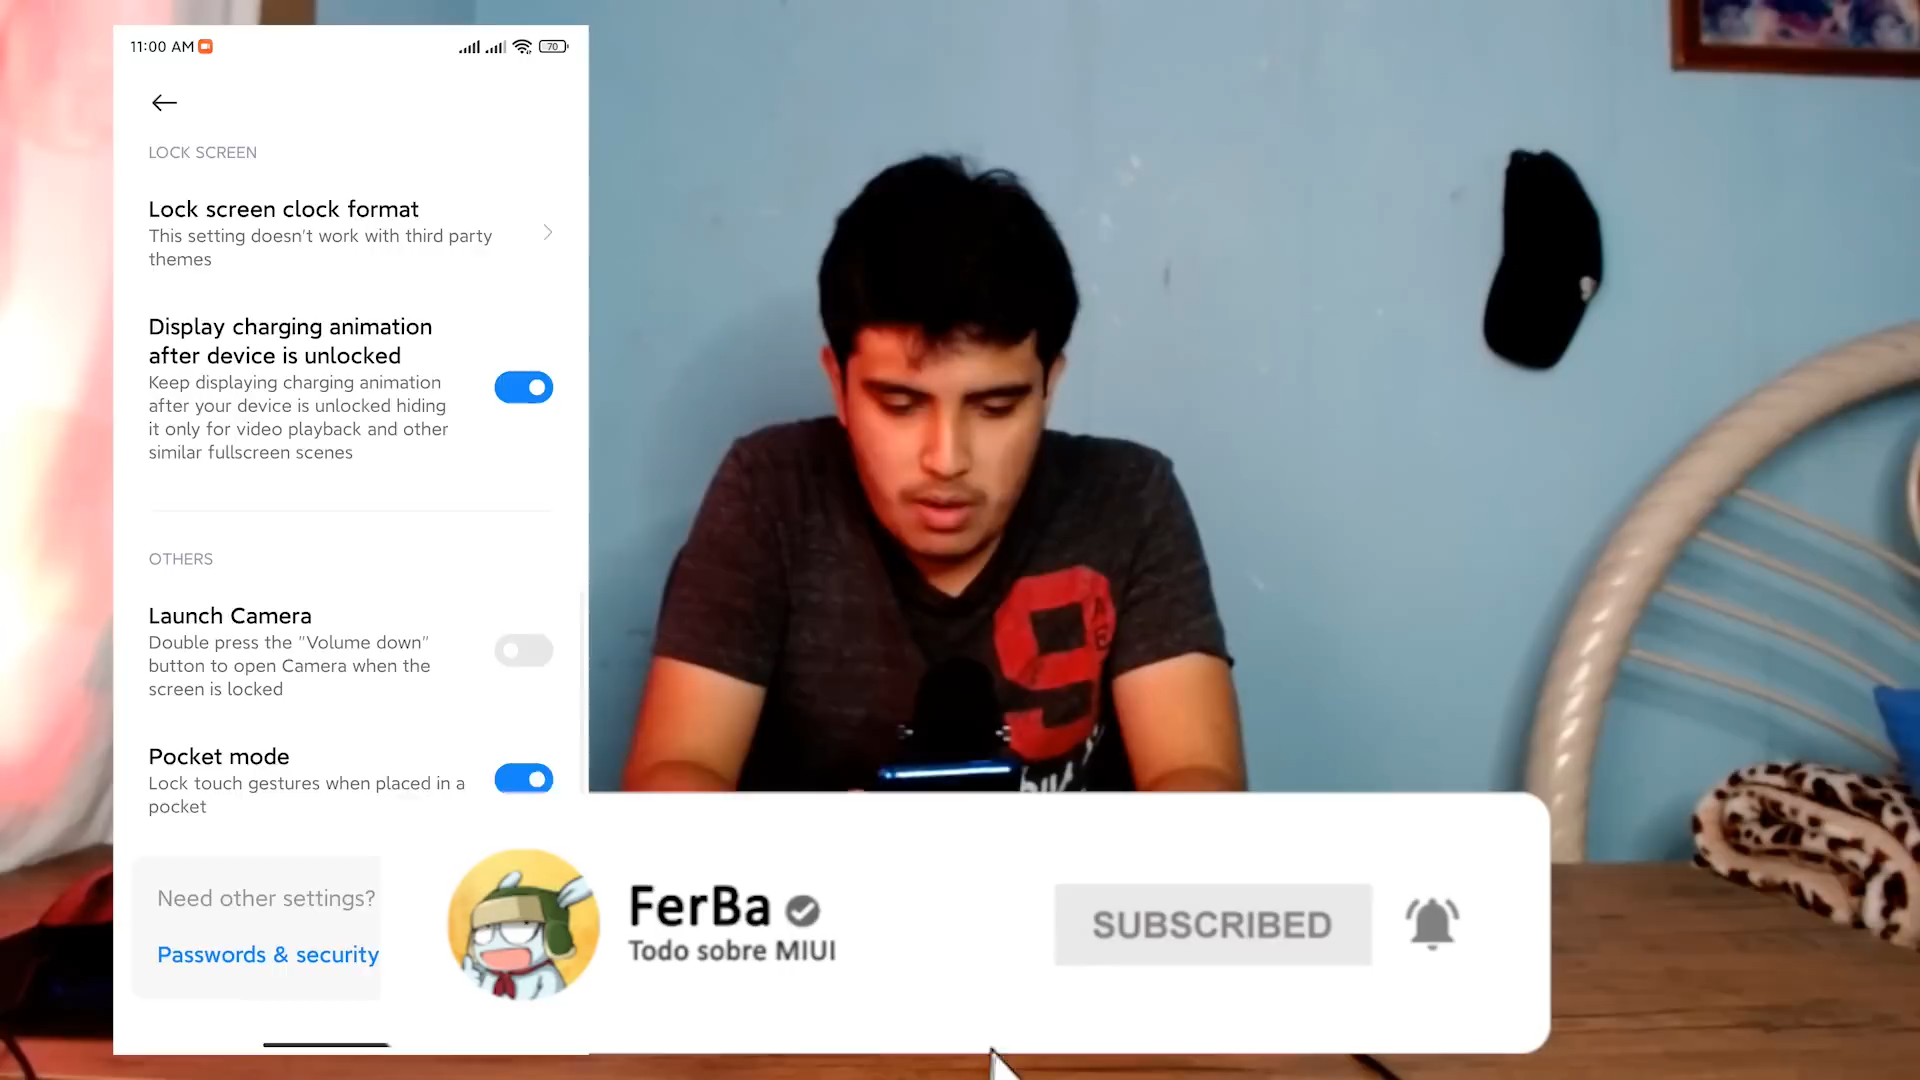 11:00 AM
70
LOCK SCREEN
Lock screen clock format
This setting doesn't work with third party
themes
Display charging animation
after device is unlocked
Keep displaying charging animation
after your device is unlocked hiding
it only for video playback and other
similar fullscreen scenes
OTHERS
Launch Camera
Double press the "Volume down"
button to open Camera when the
screen is locked
Pocket mode
Lock touch gestures when placed in a
pocket
Need other settings?
Passwords & security
FerBa
Todo sobre MIUI
SUBSCRIBED
9